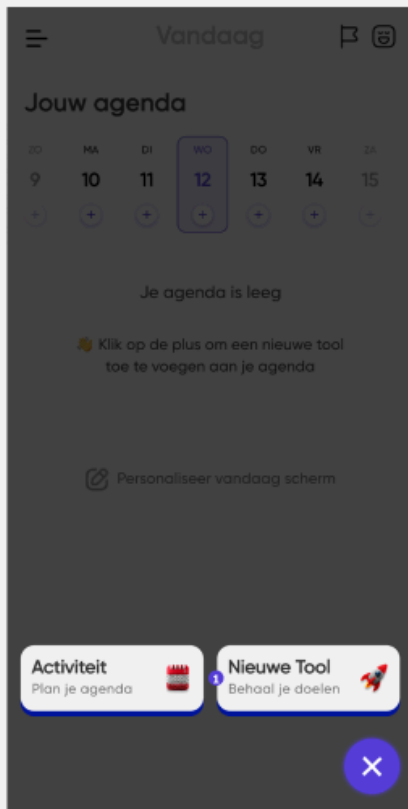 Vandaag
Jouw agenda
ZO MA DI WO DO VR ZA
9 10 11 12 13 14 15
+ + + + + + +
Je agenda is leeg
👋 Klik op de plus om een nieuwe tool
toe te voegen aan je agenda
Personaliseer vandaag scherm
Activiteit
Plan je agenda
1
Nieuwe Tool
Behaal je doelen